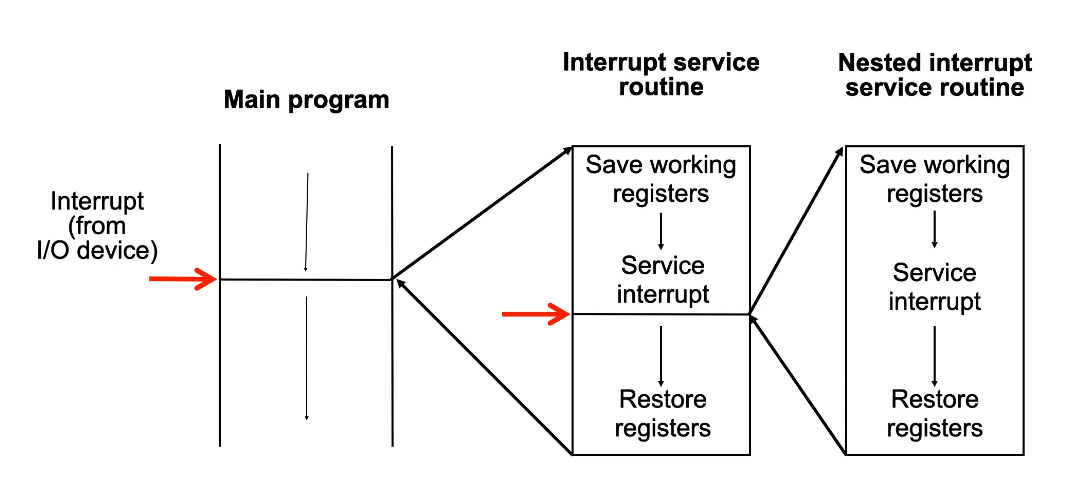 Main program
Interrupt
(from
I/O device)
Interrupt service
routine
Save working
registers
Service
interrupt
Restore
registers
Nested interrupt
service routine
Save working
registers
Service
interrupt
Restore
registers